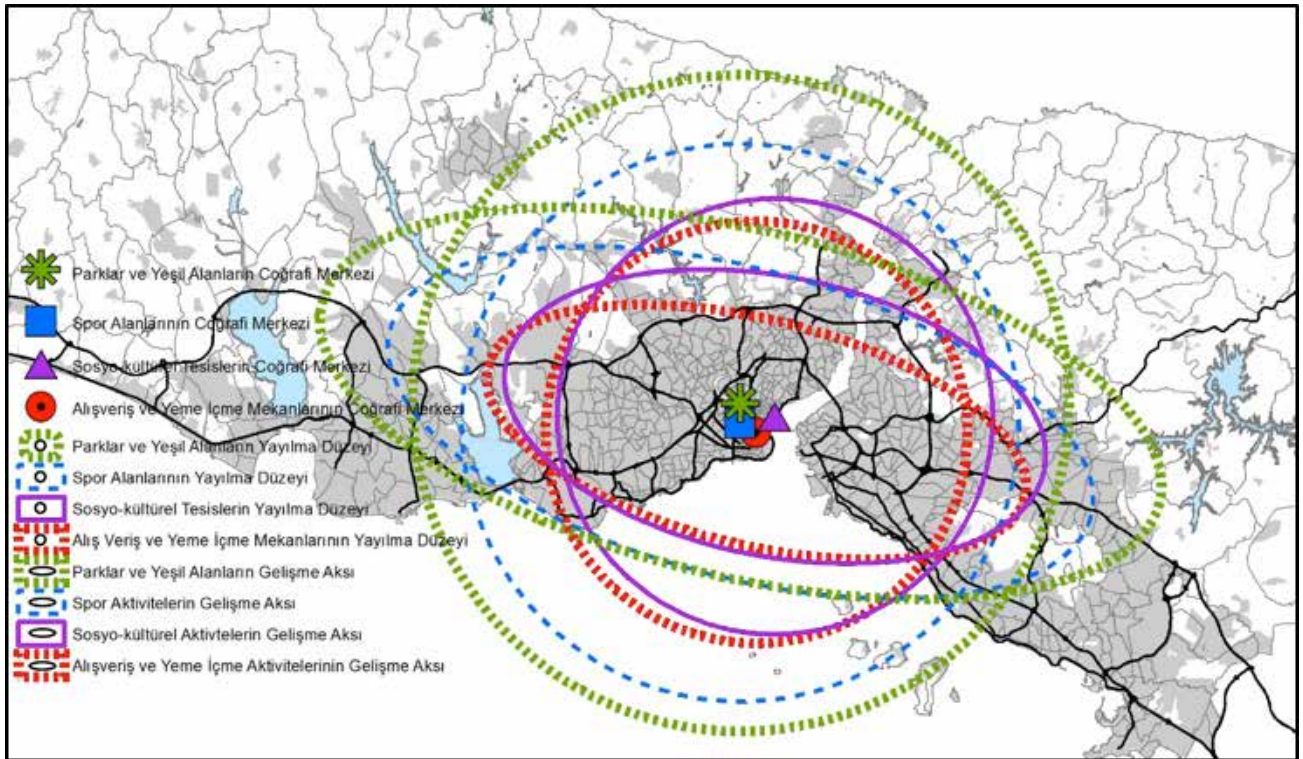 Parklar ve Yeşil Alanların Coğrafi Merkezi
Spor Alanlarının Coğrafi Merkezi
Sosyo-kültürel Tesislerin Coğrafi Merkezi
Alışveriş ve Yeme İçme Mekanlarının Coğrafi Merkezi
Parklar ve Yeşil Alanların Yayılma Düzeyi
Spor Alanlarının Yayılma Düzeyi
Sosyo-kültürel Tesislerin Yayılma Düzeyi
Alış Veriş ve Yeme İçme Mekanlarının Yayılma Düzeyi
Parklar ve Yeşil Alanların Gelişme Aksı
Spor Aktivitelerin Gelişme Aksı
Sosyo-kültürel Aktivtelerin Gelişme Aksı
Alışveriş ve Yeme İçme Aktivitelerinin Gelişme Aksı